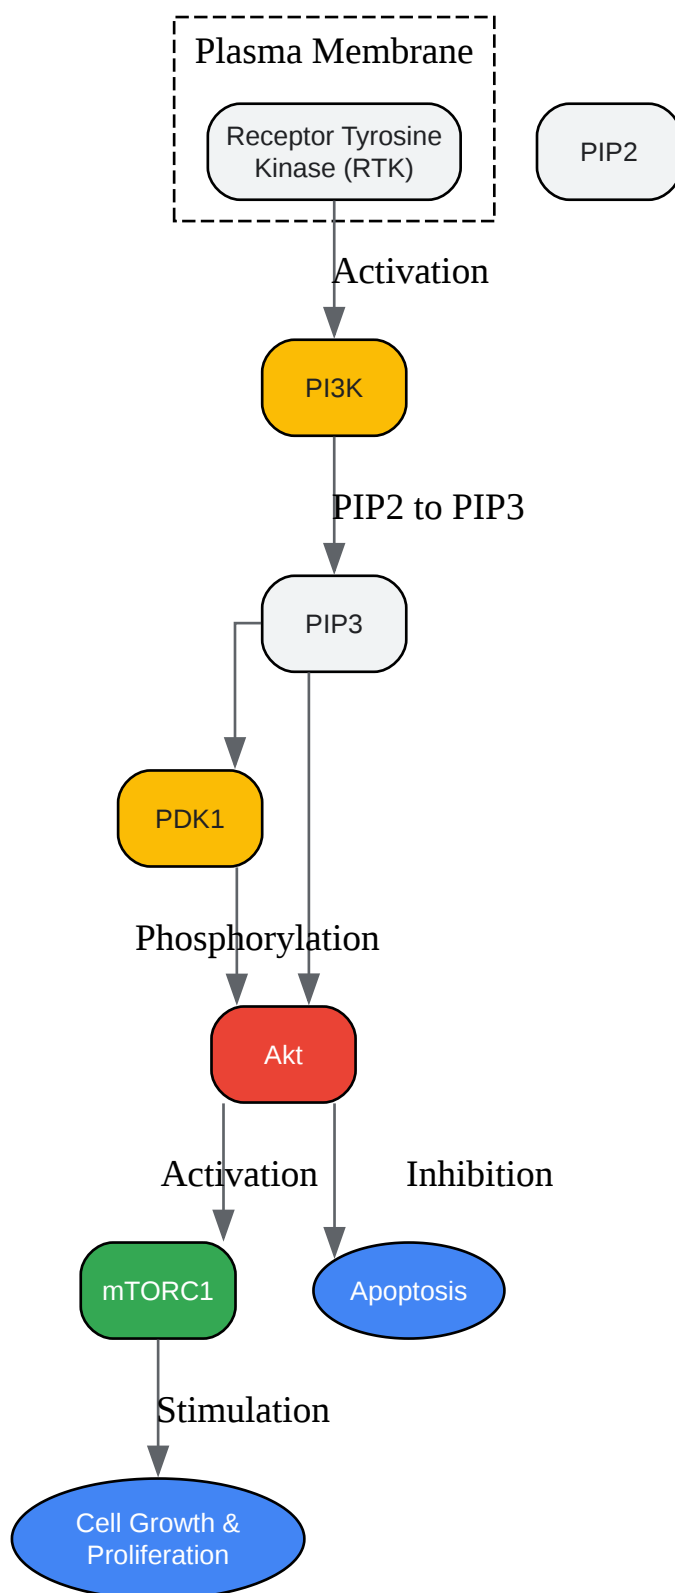 Plasma Membrane
Receptor Tyrosine
Kinase (RTK)
PIP2
Activation
PI3K
PIP2 to PIP3
PIP3
PDK1
Phosphorylation
Akt
Activation
Inhibition
mTORC1
Apoptosis
Stimulation
Cell Growth &
Proliferation